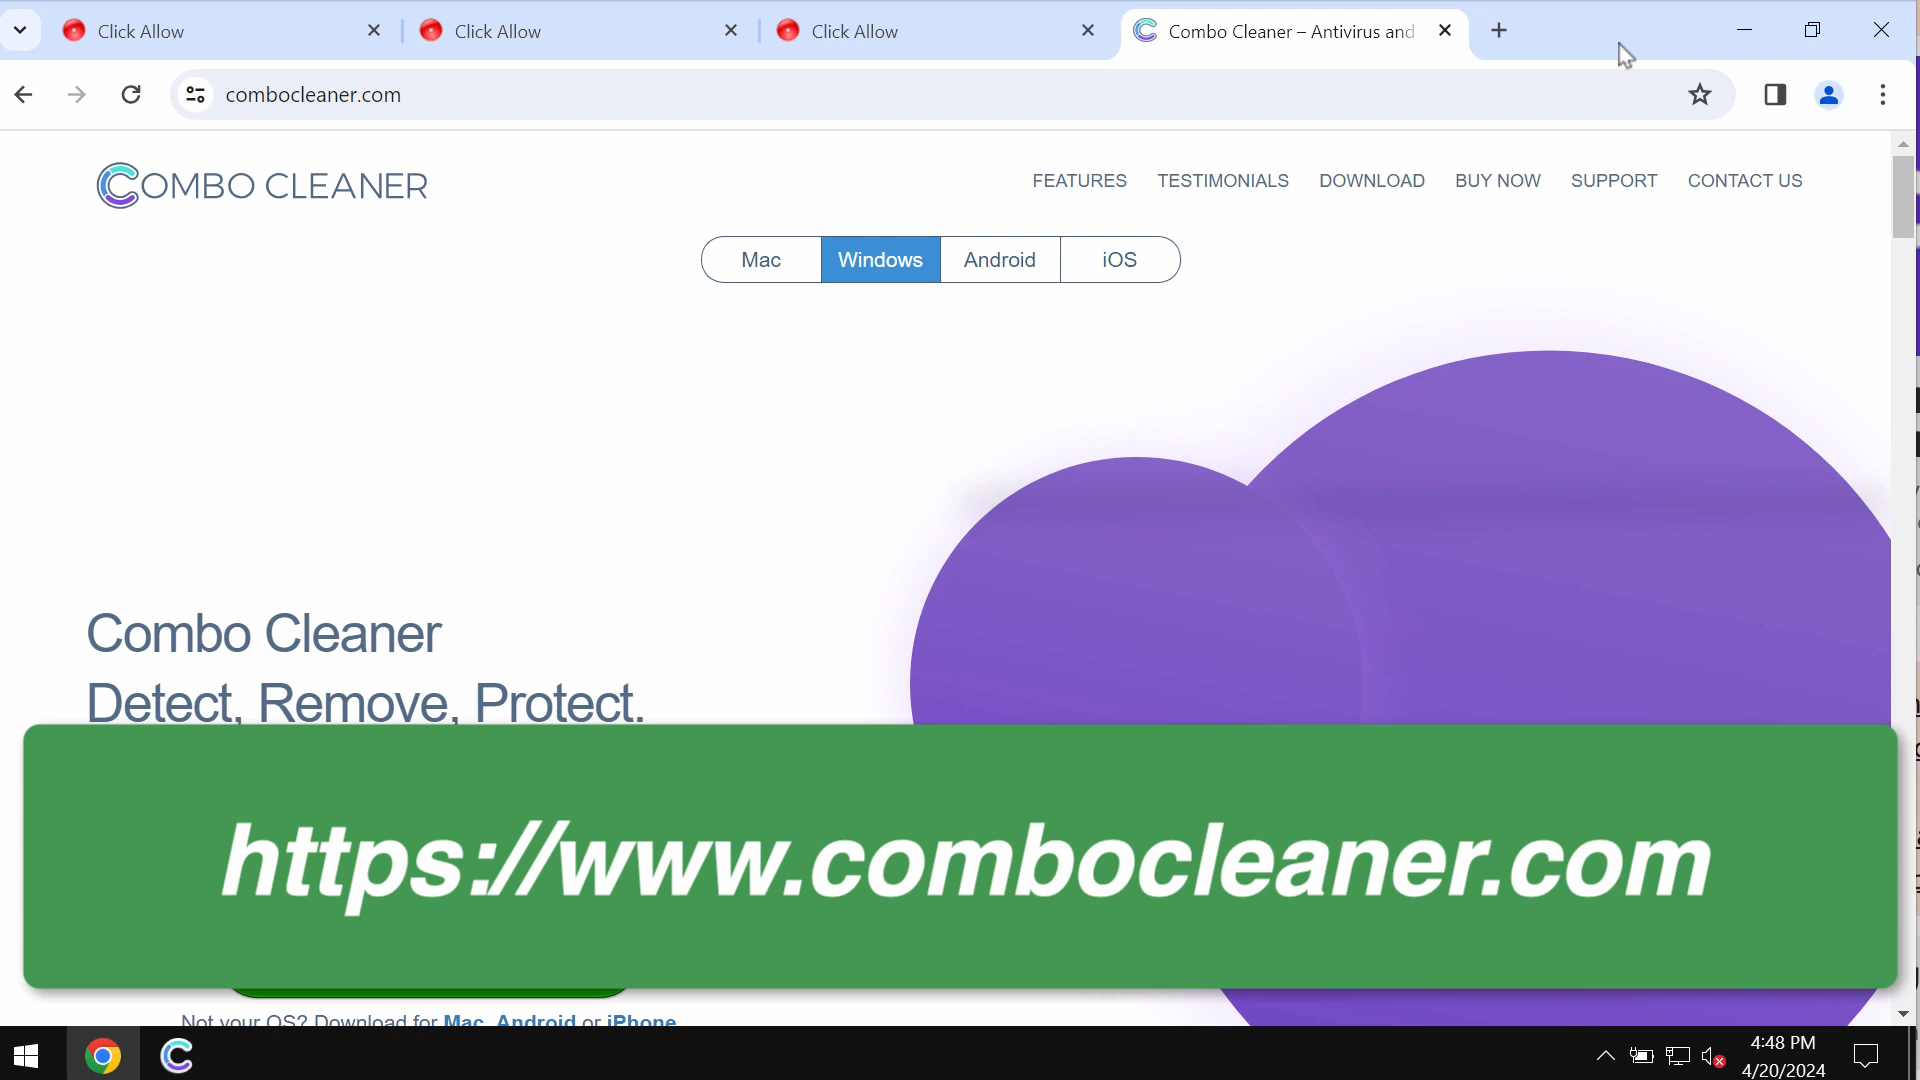 Click Allow
Click Allow
Click Allow
Combo Cleaner – Antivirus and
combocleaner.com
COMBO CLEANER
FEATURES TESTIMONIALS DOWNLOAD BUY NOW SUPPORT CONTACT US
Mac Windows Android iOS
Combo Cleaner
Detect, Remove, Protect.
https://www.combocleaner.com
Not your OS? Download for Mac, Android or iPhone
4:48 PM
4/20/2024